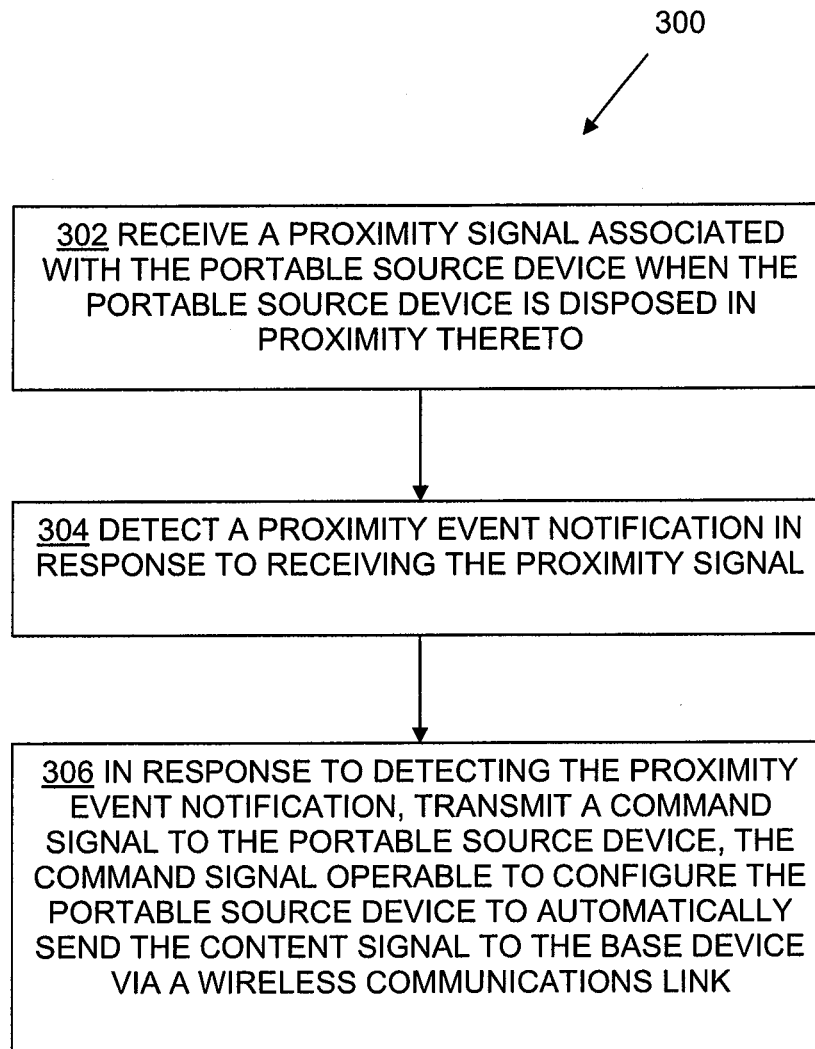 300
302 RECEIVE A PROXIMITY SIGNAL ASSOCIATED
WITH THE PORTABLE SOURCE DEVICE WHEN THE
PORTABLE SOURCE DEVICE IS DISPOSED IN
PROXIMITY THERETO
304 DETECT A PROXIMITY EVENT NOTIFICATION IN
RESPONSE TO RECEIVING THE PROXIMITY SIGNAL
306 IN RESPONSE TO DETECTING THE PROXIMITY
EVENT NOTIFICATION, TRANSMIT A COMMAND
SIGNAL TO THE PORTABLE SOURCE DEVICE, THE
COMMAND SIGNAL OPERABLE TO CONFIGURE THE
PORTABLE SOURCE DEVICE TO AUTOMATICALLY
SEND THE CONTENT SIGNAL TO THE BASE DEVICE
VIA A WIRELESS COMMUNICATIONS LINK